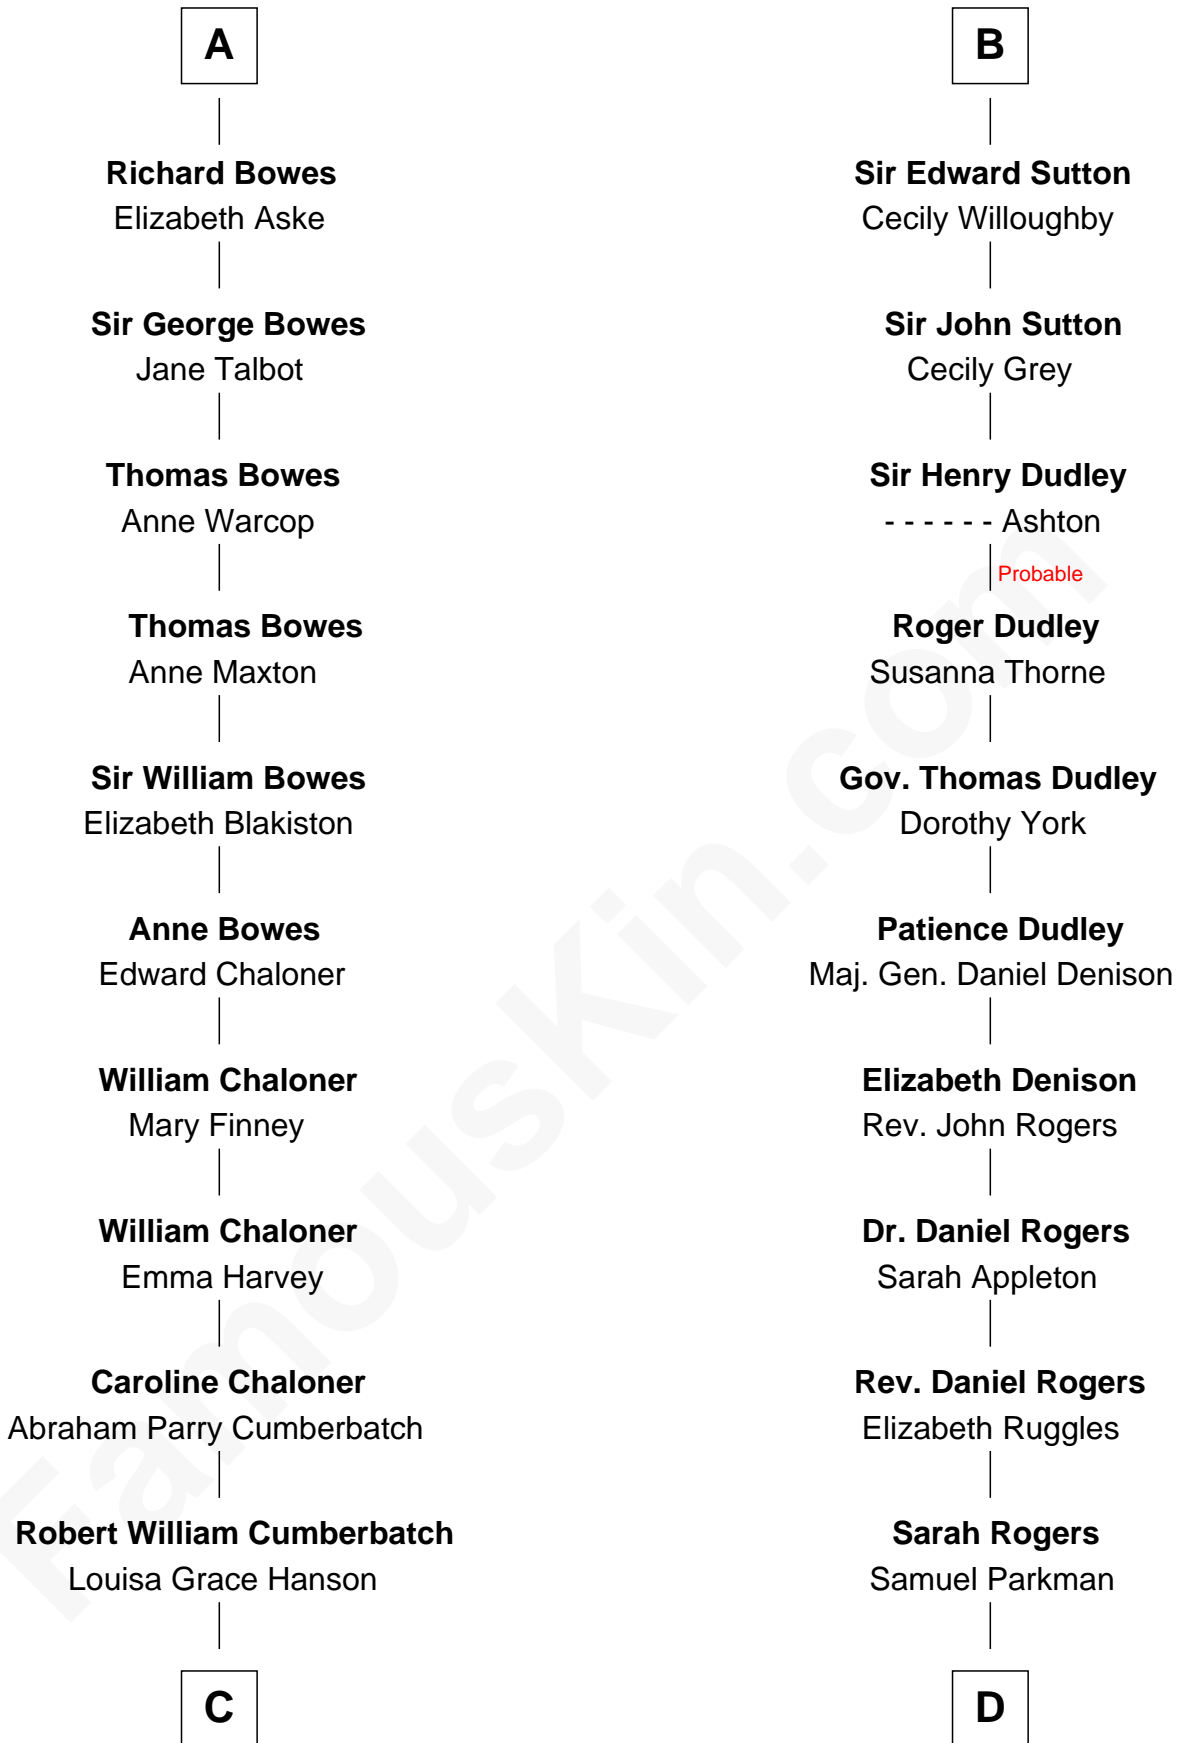 A
Richard Bowes
Elizabeth Aske
Sir George Bowes
Jane Talbot
Thomas Bowes
Anne Warcop
Thomas Bowes
Anne Maxton
Sir William Bowes
Elizabeth Blakiston
Anne Bowes
Edward Chaloner
William Chaloner
Mary Finney
William Chaloner
Emma Harvey
Caroline Chaloner
Abraham Parry Cumberbatch
Robert William Cumberbatch
Louisa Grace Hanson
C
B
Sir Edward Sutton
Cecily Willoughby
Sir John Sutton
Cecily Grey
Sir Henry Dudley
- - - - - - Ashton
Probable
Roger Dudley
Susanna Thorne
Gov. Thomas Dudley
Dorothy York
Patience Dudley
Maj. Gen. Daniel Denison
Elizabeth Denison
Rev. John Rogers
Dr. Daniel Rogers
Sarah Appleton
Rev. Daniel Rogers
Elizabeth Ruggles
Sarah Rogers
Samuel Parkman
D
FamousKin.com